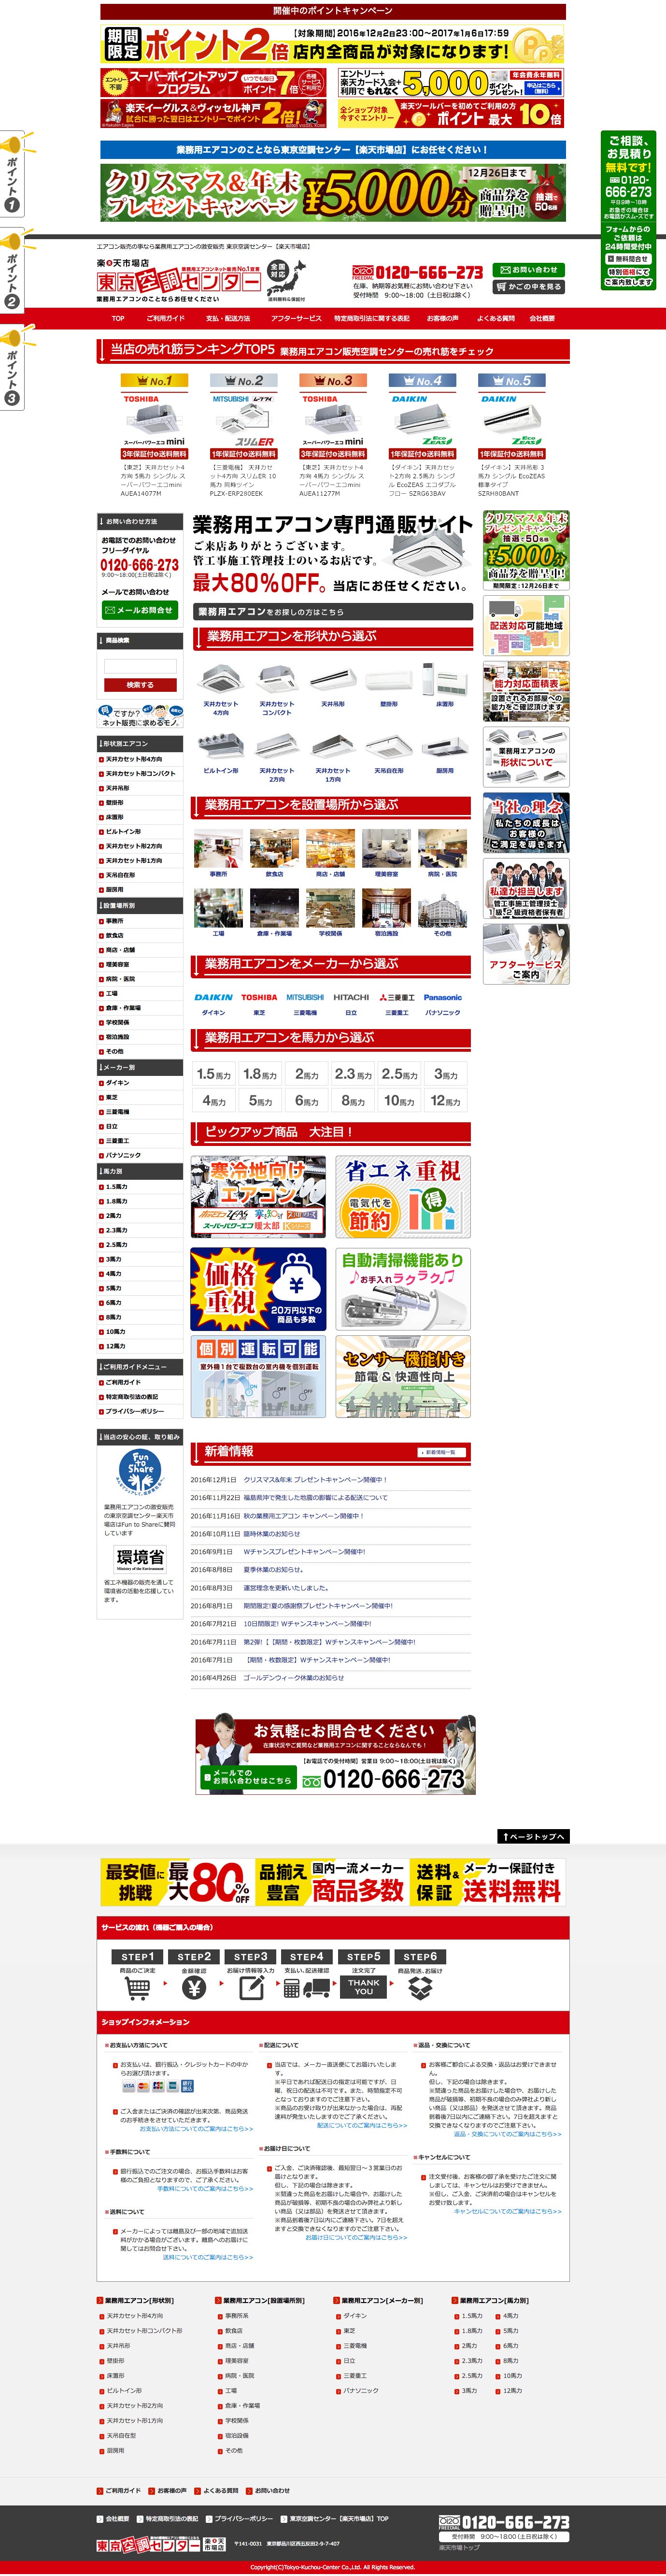 開催中のポイントキャンペーン
期間限定 ポイント2倍 【対象期間】2016年12月2日23:00~2017年1月6日17:59
店内全商品が対象になります!
エントリー不要 スーパーポイントアッププログラム いつでも毎日ポイント7倍
エントリー+楽天カード入会+利用でもれなく5,000ポイントプレゼント! 年会費永年無料
楽天イーグルス&ヴィッセル神戸
試合に勝った翌日はエントリーでポイント2倍!
全ショップ対象 今すぐエントリー 楽天ツールバーを初めてご利用の方 ポイント最大10倍
ポイント1
ポイント2
ポイント3
業務用エアコンのことなら東京空調センター【楽天市場店】にお任せください!
クリスマス&年末プレゼントキャンペーン ¥5,000分 商品券を贈呈中! 12月26日まで 抽選で50名様
ご相談、お見積り無料です!
0120-666-273
平日9時~18時
お急ぎの場合はお電話がスムーズです
フォームからのご依頼は24時間受付中
無料問合せ
特別価格にてご案内致します
エアコン販売の事なら業務用エアコンの激安販売 東京空調センター【楽天市場店】
楽天市場店
東京空調センター
業務用エアコンのことならお任せください
全国対応 送料無料&保証付
FREEDIAL 0120-666-273
在庫、納期等お気軽にお問い合わせ下さい
受付時間 9:00~18:00(土日祝は除く)
お問い合わせ
かごの中を見る
TOP ご利用ガイド 支払・配送方法 アフターサービス 特定商取引法に関する表記 お客様の声 よくある質問 会社概要
当店の売れ筋ランキングTOP5 業務用エアコン販売空調センターの売れ筋をチェック
No.1 No.2 No.3 No.4 No.5
TOSHIBA MITSUBISHI TOSHIBA DAIKIN DAIKIN
スーパーパワーエコmini スリムER スーパーパワーエコmini Eco ZEAS Eco ZEAS
3年保証付&送料無料 1年保証付&送料無料 3年保証付&送料無料 1年保証付&送料無料 1年保証付&送料無料
【東芝】天井カセット4方向 5馬力 シングル スーパーパワーエコmini AUEA14077M
【三菱電機】 天井カセット4方向 スリムER 10馬力 同時ツイン PLZX-ERP280EEK
【東芝】天井カセット4方向 4馬力 シングル スーパーパワーエコmini AUEA11277M
【ダイキン】天井カセット2方向 2.5馬力 シングル EcoZEAS エコダブルフロー SZRG63BAV
【ダイキン】天井吊形 3馬力 シングル EcoZEAS 標準タイプ SZRH80BANT
お問い合わせ方法
お電話でのお問い合わせ
フリーダイヤル
0120-666-273
9:00~18:00(土日祝は除く)
メールでお問い合わせ
メールお問合せ
商品検索
検索する
何ですか? ネット販売に求めるモノ。
形状別エアコン
天井カセット形4方向
天井カセット形コンパクト
天井吊形
壁掛形
床置形
ビルトイン形
天井カセット形2方向
天井カセット形1方向
天吊自在形
厨房用
設置場所別
事務所
飲食店
商店・店舗
理美容室
病院・医院
工場
倉庫・作業場
学校関係
宿泊施設
その他
メーカー別
ダイキン
東芝
三菱電機
日立
三菱重工
パナソニック
馬力別
1.5馬力
1.8馬力
2馬力
2.3馬力
2.5馬力
3馬力
4馬力
5馬力
6馬力
8馬力
10馬力
12馬力
ご利用ガイドメニュー
ご利用ガイド
特定商取引法の表記
プライバシーポリシー
当店の安心の証、取り組み
Fun to Share
業務用エアコンの激安販売の東京空調センター楽天市場店はFun to Shareに賛同しています
環境省
Ministry of the Environment
省エネ機器の販売を通して環境省の活動を応援しています。
業務用エアコン専門通販サイト
ご来店ありがとうございます。
管工事施工管理技士のいるお店です。
最大80%OFF。当店にお任せください。
業務用エアコンをお探しの方はこちら
業務用エアコンを形状から選ぶ
天井カセット4方向 天井カセットコンパクト 天井吊形 壁掛形 床置形
ビルトイン形 天井カセット2方向 天井カセット1方向 天吊自在形 厨房用
業務用エアコンを設置場所から選ぶ
事務所 飲食店 商店・店舗 理美容室 病院・医院
工場 倉庫・作業場 学校関係 宿泊施設 その他
業務用エアコンをメーカーから選ぶ
DAIKIN TOSHIBA MITSUBISHI HITACHI 三菱重工 Panasonic
ダイキン 東芝 三菱電機 日立 三菱重工 パナソニック
業務用エアコンを馬力から選ぶ
1.5馬力 1.8馬力 2馬力 2.3馬力 2.5馬力 3馬力
4馬力 5馬力 6馬力 8馬力 10馬力 12馬力
ピックアップ商品 大注目!
寒冷地向けエアコン
スーパーパワーエコ暖太郎 Kシリーズ
省エネ重視 電気代を節約 得
価格重視 20万円以下の商品も多数
自動清掃機能あり お手入れラクラク
個別運転可能 室外機1台で複数台の室内機を個別運転 ON OFF OFF
センサー機能付き 節電&快適性向上
新着情報
新着情報一覧
2016年12月1日 クリスマス&年末 プレゼントキャンペーン開催中!
2016年11月22日 福島県沖で発生した地震の影響による配送について
2016年11月16日 秋の業務用エアコン キャンペーン開催中!
2016年10月11日 臨時休業のお知らせ
2016年9月1日 Wチャンスプレゼントキャンペーン開催中!
2016年8月8日 夏季休業のお知らせ。
2016年8月3日 運営理念を更新いたしました。
2016年8月1日 期間限定!夏の感謝祭プレゼントキャンペーン開催中!
2016年7月21日 10日間限定! Wチャンスキャンペーン開催中!
2016年7月11日 第2弾!【【期間・枚数限定】Wチャンスキャンペーン開催中!
2016年7月1日 【期間・枚数限定】Wチャンスキャンペーン開催中!
2016年4月26日 ゴールデンウィーク休業のお知らせ
クリスマス&年末プレゼントキャンペーン 抽選で50名様 ¥5,000分 商品券を贈呈中! 期間限定:12月26日まで
配送対応可能地域
能力対応面積表
設置されるお部屋への能力をご確認頂けます
業務用エアコンの形状について
当社の理念
私たちの成長はお客様のご満足を導きます
私達が担当します
管工事施工管理技士1級、2級資格者保有者
アフターサービスご案内
お気軽にお問合せください
在庫状況やご質問など業務用エアコンに関することならなんでも!
メールでのお問い合わせはこちら
【お電話での受付時間】営業日 9:00~18:00(土日祝は除く)
0120-666-273
ページトップへ
最安値に挑戦 最大80%OFF 品揃え豊富 国内一流メーカー商品多数 送料&保証 メーカー保証付き送料無料
サービスの流れ(機器ご購入の場合)
STEP1 STEP2 STEP3 STEP4 STEP5 STEP6
商品のご決定 金額確認 お届け情報等入力 支払い、配送確認 注文完了 商品発送、お届け
THANK YOU
ショップインフォメーション
お支払い方法について
お支払いは、銀行振込・クレジットカードの中からお選び頂けます。
VISA
ご入金またはご決済の確認が出来次第、商品発送のお手続きをさせていただきます。
お支払い方法についてのご案内はこちら>>
手数料について
銀行振込でのご注文の場合、お振込手数料はお客様のご負担となりますので、ご了承ください。
手数料についてのご案内はこちら>>
送料について
メーカーによっては離島及び一部の地域で追加送料がかかる場合がございます。離島へのお届けに関してはお問合せ下さい。
送料についてのご案内はこちら>>
配送について
当店では、メーカー直送便にてお届けいたします。
※平日であれば配送日の指定は可能ですが、日曜、祝日の配送は不可です。また、時間指定不可となっておりますのでご注意下さい。
※商品のお受け取りが出来なかった場合は、再配達料が発生いたしますのでご了承ください。
配送についてのご案内はこちら>>
お届け日について
ご入金、ご決済確認後、最短翌日~3営業日のお届けとなります。
但し、下記の場合は除きます。
※間違った商品をお届けした場合や、お届けした商品が破損等、初期不良の場合のみ弊社より新しい商品(又は部品)を発送させて頂きます。
※商品到着後7日以内にご連絡下さい。7日を超えますと交換できなくなりますのでご注意下さい。
お届け日についてのご案内はこちら>>
返品・交換について
お客様ご都合による交換・返品はお受けできません。
但し、下記の場合は除きます。
※間違った商品をお届けした場合や、お届けした商品が破損等、初期不良の場合のみ弊社より新しい商品(又は部品)を発送させて頂きます。商品到着後7日以内にご連絡下さい。7日を超えますと交換できなくなりますのでご注意下さい。
返品・交換についてのご案内はこちら>>
キャンセルについて
注文受付後、お客様の御了承を受けたご注文に関しましては、キャンセルはお受けできません。
※但し、ご入金、ご決済前の場合はキャンセルをお受け致します。
キャンセルについてのご案内はこちら>>
業務用エアコン[形状別]
天井カセット形4方向
天井カセット形コンパクト形
天井吊形
壁掛形
床置形
ビルトイン形
天井カセット形2方向
天井カセット形1方向
天吊自在型
厨房用
業務用エアコン[設置場所別]
事務所系
飲食店
商店・店舗
理美容室
病院・医院
工場
倉庫・作業場
学校関係
宿泊設備
その他
業務用エアコン[メーカー別]
ダイキン
東芝
三菱電機
日立
三菱重工
パナソニック
業務用エアコン[馬力別]
1.5馬力 4馬力
1.8馬力 5馬力
2馬力 6馬力
2.3馬力 8馬力
2.5馬力 10馬力
3馬力 12馬力
ご利用ガイド お客様の声 よくある質問 お問い合わせ
会社概要 特定商取引法の表記 プライバシーポリシー 東京空調センター【楽天市場店】TOP
FREEDIAL 0120-666-273
受付時間 9:00~18:00(土日祝は除く)
楽天市場トップ
東京空調センター 楽天市場店
〒141-0031 東京都品川区西五反田2-9-7-407
Copyright(C)Tokyo-Kuchou-Center Co.,Ltd. All Rights Reserved.